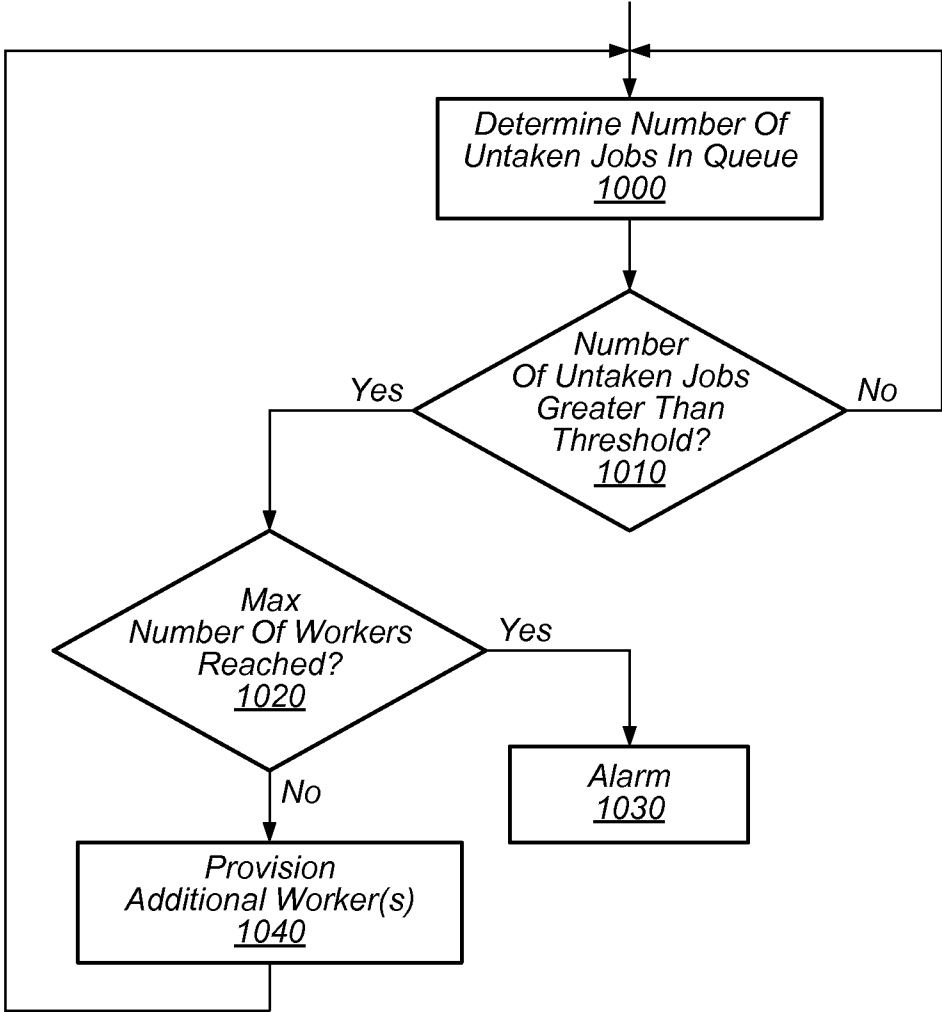 Determine Number Of
Untaken Jobs In Queue
1000
Number
Of Untaken Jobs
Greater Than
Threshold?
1010
Yes
No
Max
Number Of Workers
Reached?
1020
Yes
No
Alarm
1030
Provision
Additional Worker(s)
1040